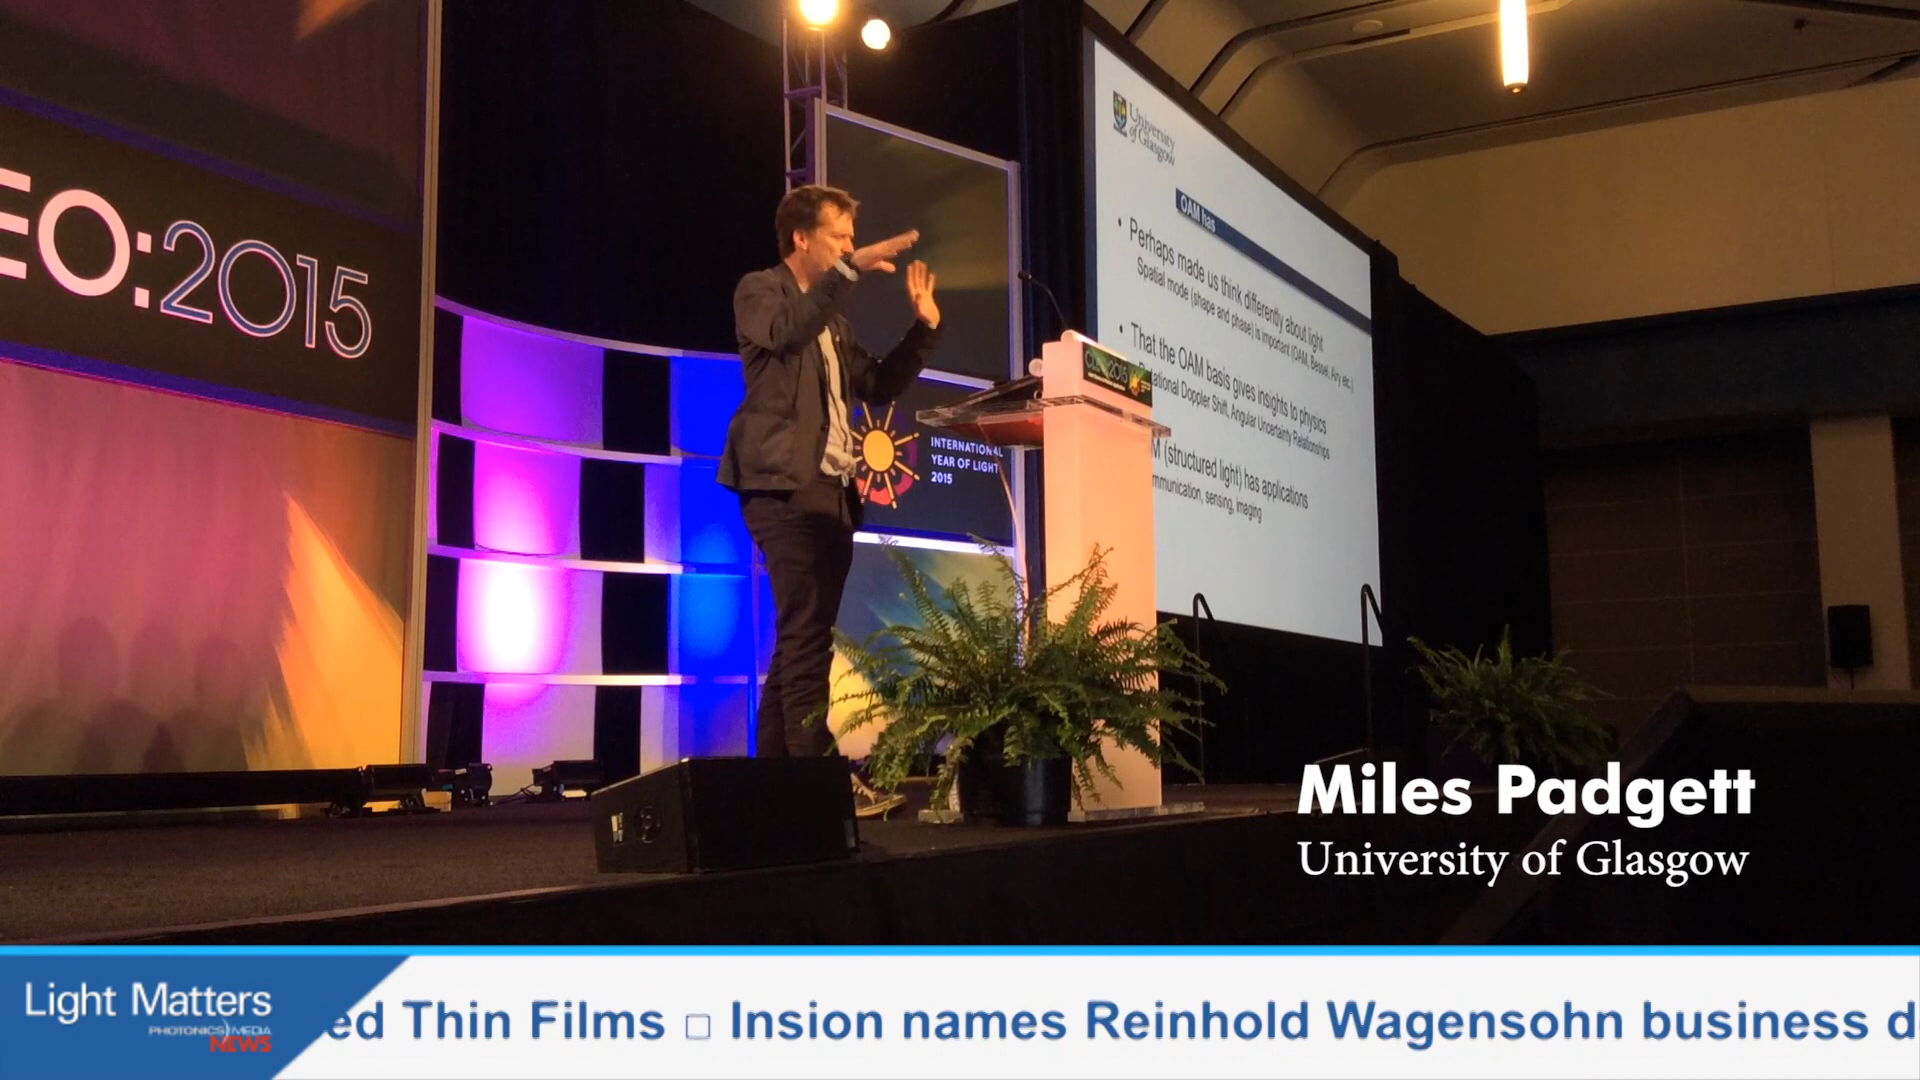 EO:2015
University
of Glasgow
OAM has
• Perhaps made us think differently about light
Spatial mode (shape and phase) is important (OAM, Bessel, Airy etc.)
• That the OAM basis gives insights to physics
tational Doppler Shift, Angular Uncertainty Relationships
M (structured light) has applications
mmunication, sensing, imaging
2015
INTERNATIONAL
YEAR OF LIGHT
2015
Miles Padgett
University of Glasgow
Light Matters
PHOTONICS MEDIA
NEWS
ed Thin Films □ Insion names Reinhold Wagensohn business d